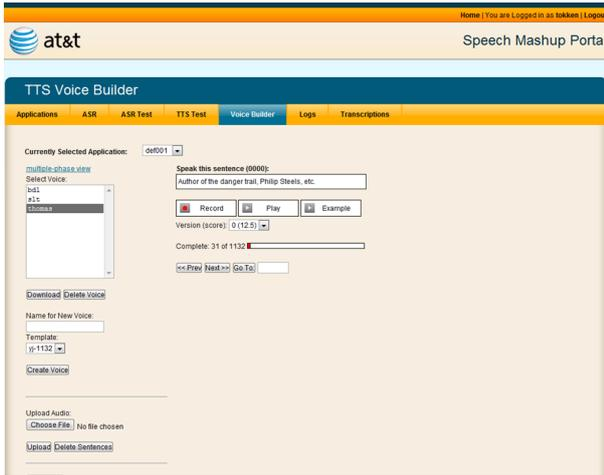 Home | You are Logged in as tokken | Logou
at&t
Speech Mashup Porta
TTS Voice Builder
Applications ASR ASR Test TTS Test Voice Builder Logs Transcriptions
Currently Selected Application: def001
multiple-phase view
Select Voice:
bdl
slt
thomas
Download Delete Voice
Name for New Voice:
Template:
yj-1132
Create Voice
Upload Audio:
Choose File No file chosen
Upload Delete Sentences
Speak this sentence (0000):
Author of the danger trail, Philip Steels, etc.
Record Play Example
Version (score): 0 (12.5)
Complete: 31 of 1132
<< Prev Next >> Go To: